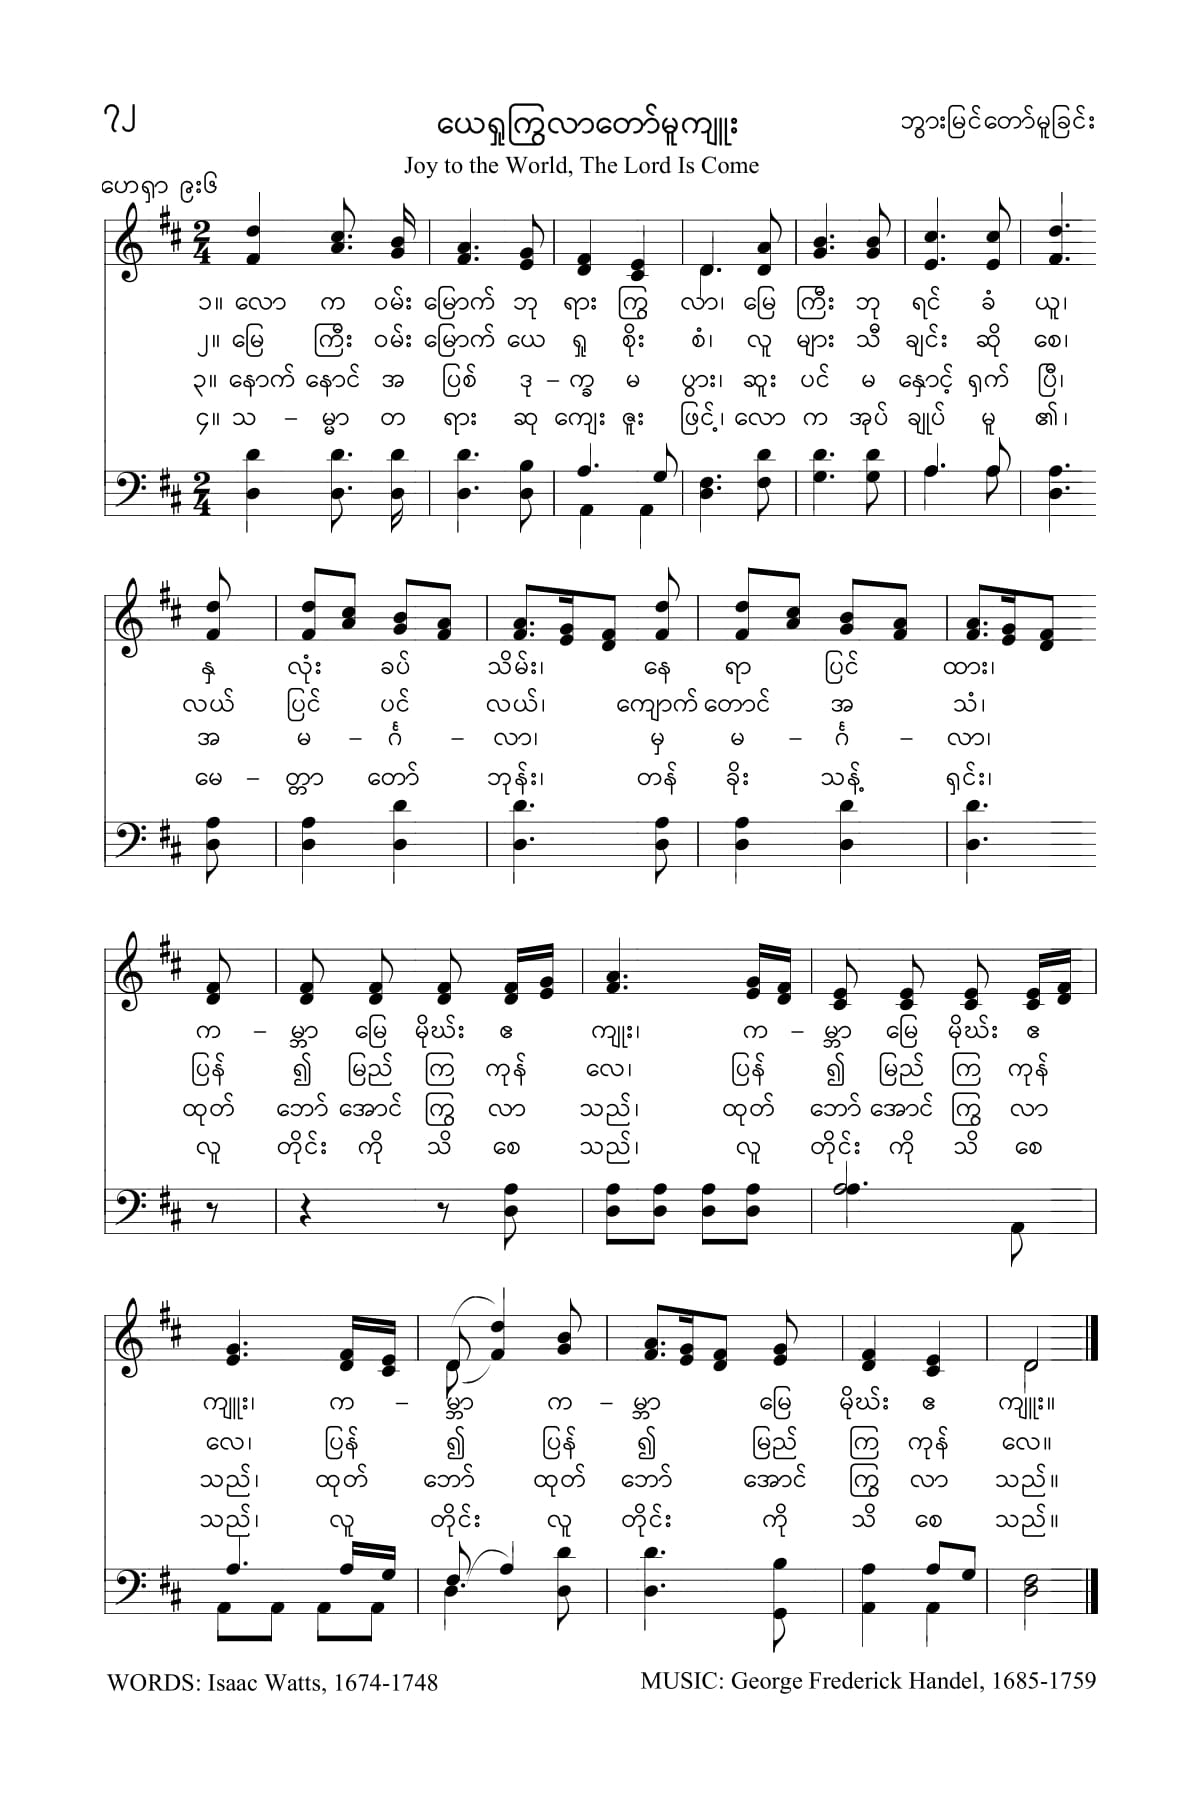 ၇၂
ယေရှုကြွလာတော်မူကျူး
ဘွားမြင်တော်မူခြင်း
Joy to the World, The Lord Is Come
ဟေရှာ ၉း၆
၁။ လော က ဝမ်း မြောက် ဘု ရား ကြွ လာ၊ မြေ ကြီး ဘု ရင် ခံ ယူ၊
၂။ မြေ ကြီး ဝမ်း မြောက် ယေ ရှု စိုး စံ၊ လူ များ သီ ချင်း ဆို စေ၊
၃။ နောက် နောင် အ ပြစ် ဒု – က္ခ မ ပွား၊ ဆူး ပင် မ နှောင့် ရှက် ပြီ၊
၄။ သ – မ္မာ တ ရား ဆု ကျေး ဇူး ဖြင့်၊ လော က အုပ် ချုပ် မူ ၏၊
နှ လုံး ခပ် သိမ်း၊ နေ ရာ ပြင် ထား၊
လယ် ပြင် ပင် လယ်၊ ကျောက် တောင် အ သံ၊
အ မ – င်္ဂ – လာ၊ မှ မ – င်္ဂ – လာ၊
မေ – တ္တာ တော် ဘုန်း၊ တန် ခိုး သန့် ရှင်း၊
က – မ္ဘာ မြေ မိုဃ်း ဧ ကျူး၊ က – မ္ဘာ မြေ မိုဃ်း ဧ
ပြန် ၍ မြည် ကြ ကုန် လေ၊ ပြန် ၍ မြည် ကြ ကုန်
ထုတ် ဘော် အောင် ကြွ လာ သည်၊ ထုတ် ဘော် အောင် ကြွ လာ
လူ တိုင်း ကို သိ စေ သည်၊ လူ တိုင်း ကို သိ စေ
ကျူး၊ က – မ္ဘာ က – မ္ဘာ မြေ မိုဃ်း ဧ ကျူး။
လေ၊ ပြန် ၍ ပြန် ၍ မြည် ကြ ကုန် လေ။
သည်၊ ထုတ် ဘော် ထုတ် ဘော် အောင် ကြွ လာ သည်။
သည်၊ လူ တိုင်း လူ တိုင်း ကို သိ စေ သည်။
WORDS: Isaac Watts, 1674-1748
MUSIC: George Frederick Handel, 1685-1759